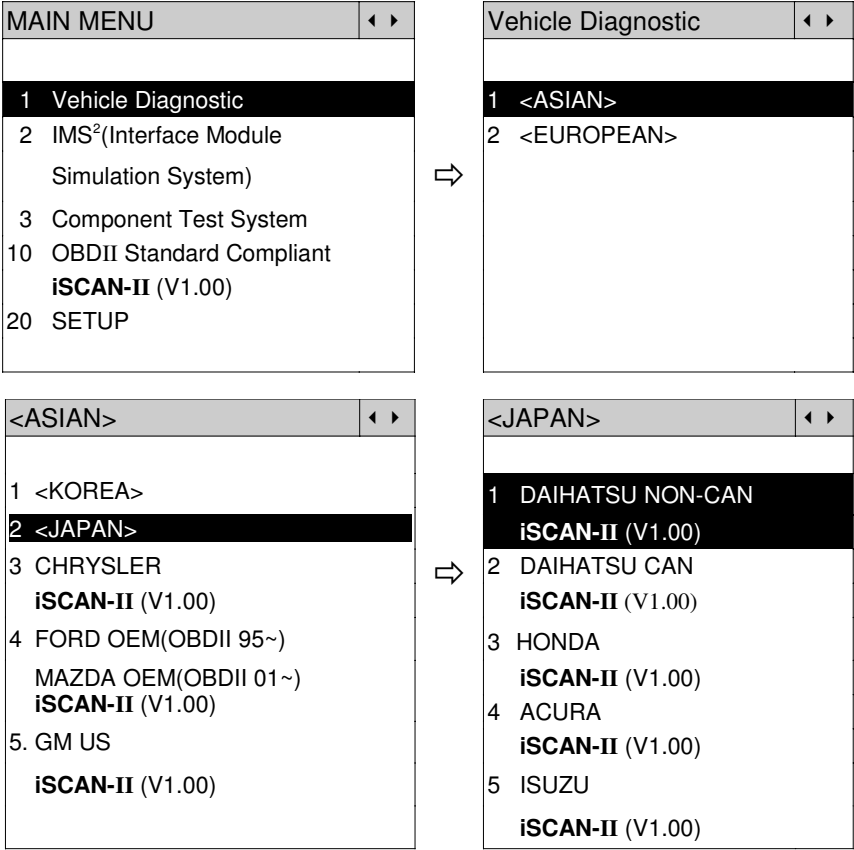 MAIN MENU
1 Vehicle Diagnostic
2 IMS²(Interface Module
Simulation System)
3 Component Test System
10 OBDII Standard Compliant
iSCAN-II (V1.00)
20 SETUP
Vehicle Diagnostic
1 <ASIAN>
2 <EUROPEAN>
<ASIAN>
1 <KOREA>
2 <JAPAN>
3 CHRYSLER
iSCAN-II (V1.00)
4 FORD OEM(OBDII 95~)
MAZDA OEM(OBDII 01~)
iSCAN-II (V1.00)
5. GM US
iSCAN-II (V1.00)
<JAPAN>
1 DAIHATSU NON-CAN
iSCAN-II (V1.00)
2 DAIHATSU CAN
iSCAN-II (V1.00)
3 HONDA
iSCAN-II (V1.00)
4 ACURA
iSCAN-II (V1.00)
5 ISUZU
iSCAN-II (V1.00)